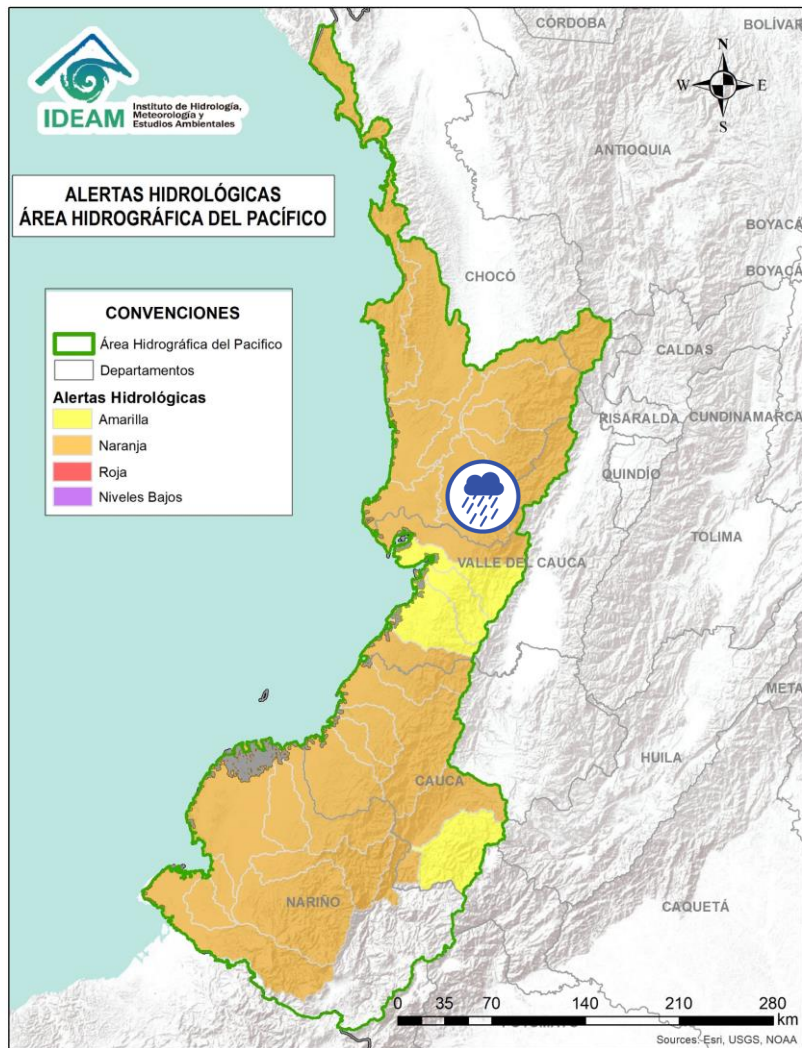 IDEAM
Instituto de Hidrología,
Meteorología y
Estudios Ambientales
ALERTAS HIDROLÓGICAS
ÁREA HIDROGRÁFICA DEL PACÍFICO
CONVENCIONES
Área Hidrográfica del Pacifico
Departamentos
Alertas Hidrológicas
Amarilla
Naranja
Roja
Niveles Bajos
CÓRDOBA
BOLÍVAR
N
W
E
S
ANTIOQUIA
BOYACÁ
CHOCÓ
BOYACÁ
CALDAS
RISARALDA
CUNDINAMARCA
QUINDÍO
TOLIMA
VALLE DEL CAUCA
META
HUILA
CAUCA
NARIÑO
CAQUETÁ
0 35 70 140 210 280
km
Sources: Esri, USGS, NOAA